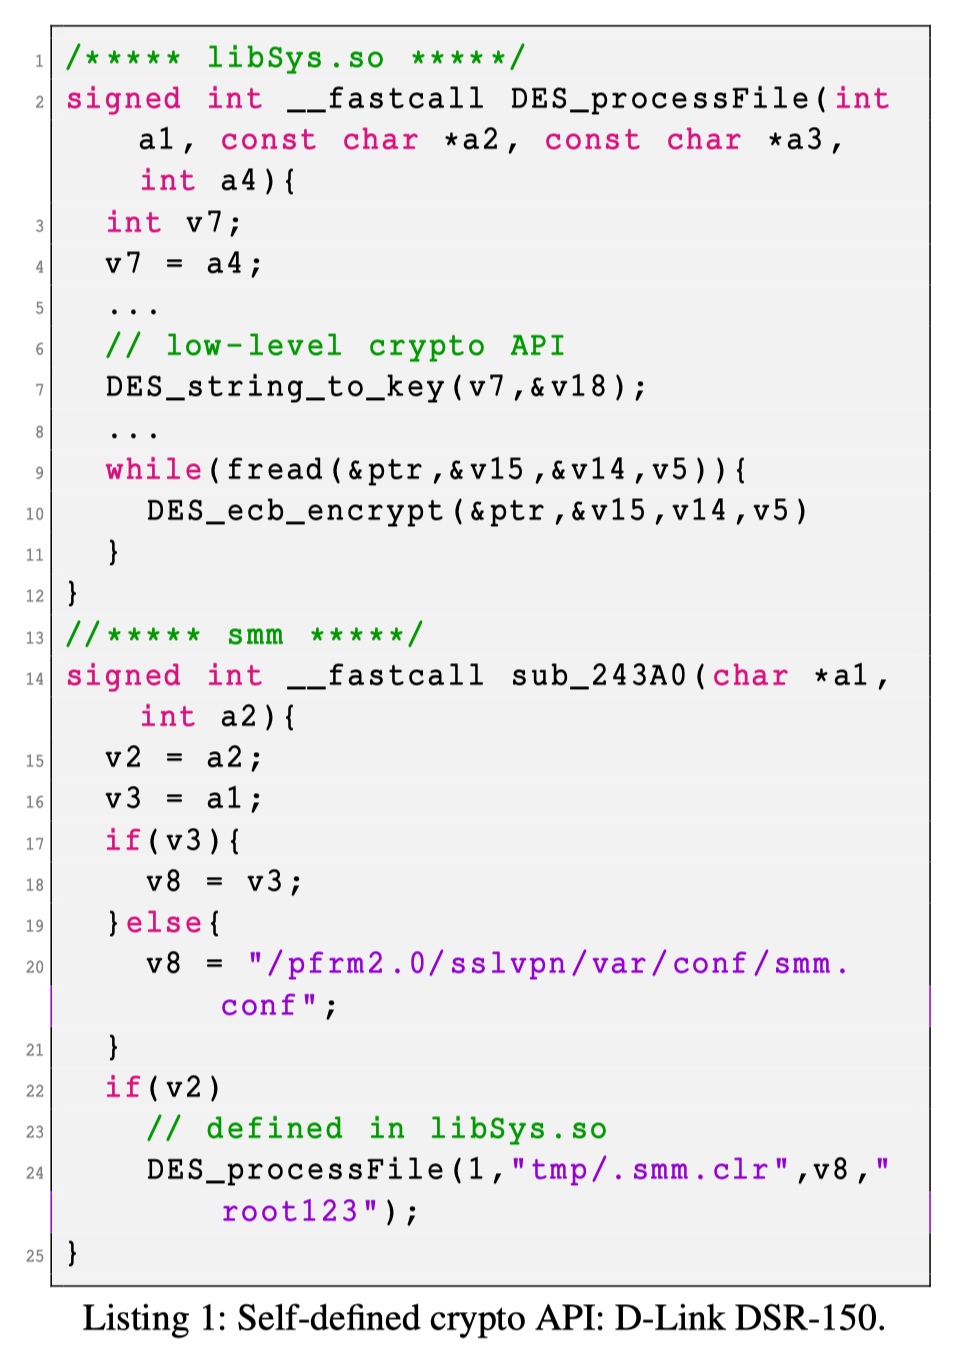 1 /***** libSys.so *****/
2 signed int __fastcall DES_processFile(int
a1, const char *a2, const char *a3,
int a4){
3 int v7;
4 v7 = a4;
5 ...
6 // low-level crypto API
7 DES_string_to_key(v7,&v18);
8 ...
9 while(fread(&ptr,&v15,&v14,v5)){
10 DES_ecb_encrypt(&ptr,&v15,v14,v5)
11 }
12 }
13 //***** smm *****/
14 signed int __fastcall sub_243A0(char *a1,
int a2){
15 v2 = a2;
16 v3 = a1;
17 if(v3){
18 v8 = v3;
19 }else{
20 v8 = "/pfrm2.0/sslvpn/var/conf/smm.
conf";
21 }
22 if(v2)
23 // defined in libSys.so
24 DES_processFile(1,"tmp/.smm.clr",v8,"
root123");
25 }
Listing 1: Self-defined crypto API: D-Link DSR-150.